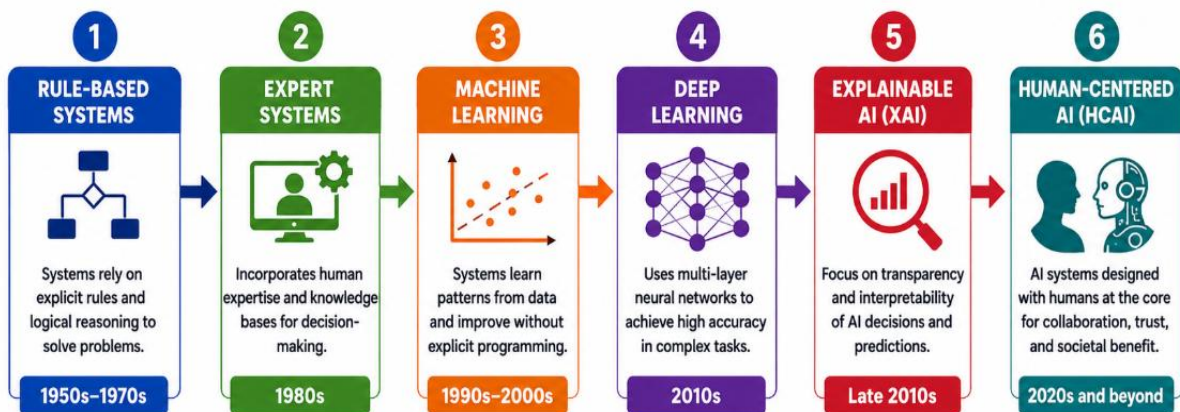 1
RULE-BASED
SYSTEMS
Systems rely on
explicit rules and
logical reasoning to
solve problems.
1950s–1970s
2
EXPERT
SYSTEMS
Incorporates human
expertise and knowledge
bases for decision-
making.
1980s
3
MACHINE
LEARNING
Systems learn
patterns from data
and improve without
explicit programming.
1990s–2000s
4
DEEP
LEARNING
Uses multi-layer
neural networks to
achieve high accuracy
in complex tasks.
2010s
5
EXPLAINABLE
AI (XAI)
Focus on transparency
and interpretability
of AI decisions and
predictions.
Late 2010s
6
HUMAN-CENTERED
AI (HCAI)
AI systems designed
with humans at the core
for collaboration, trust,
and societal benefit.
2020s and beyond